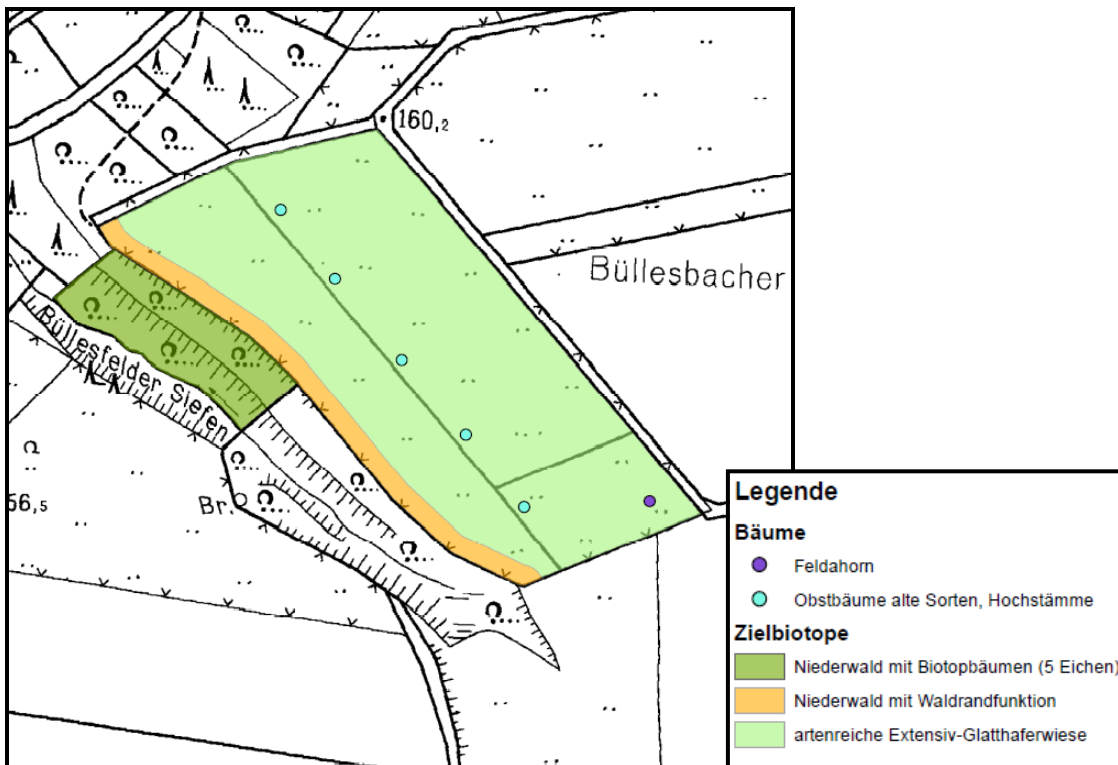 160,2
Büllesbacher
Büllesfelder Siefen
56,5
Br.
Legende
Bäume
Feldahorn
Obstbäume alte Sorten, Hochstämme
Zielbiotope
Niederwald mit Biotopbäumen (5 Eichen)
Niederwald mit Waldrandfunktion
artenreiche Extensiv-Glatthaferwiese